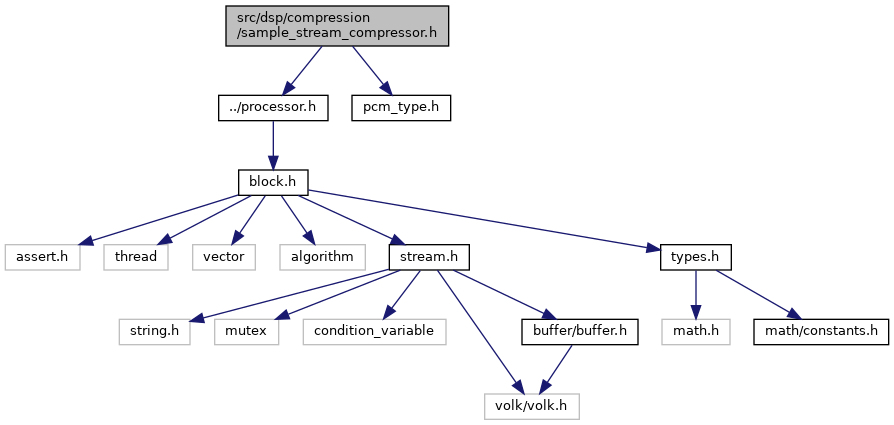 src/dsp/compression
/sample_stream_compressor.h
../processor.h
pcm_type.h
block.h
assert.h
thread
vector
algorithm
stream.h
types.h
string.h
mutex
condition_variable
buffer/buffer.h
math.h
math/constants.h
volk/volk.h